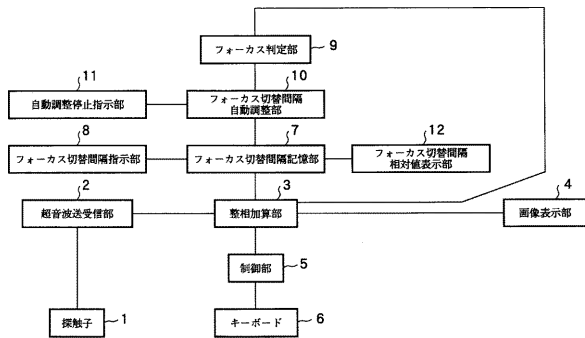 フォーカス判定部
9
11
10
自動調整停止指示部
フォーカス切替間隔
自動調整部
8
7
12
フォーカス切替間隔指示部
フォーカス切替間隔記憶部
フォーカス切替間隔
相対値表示部
2
3
4
超音波送受信部
整相加算部
画像表示部
制御部
5
探触子
1
キーボード
6